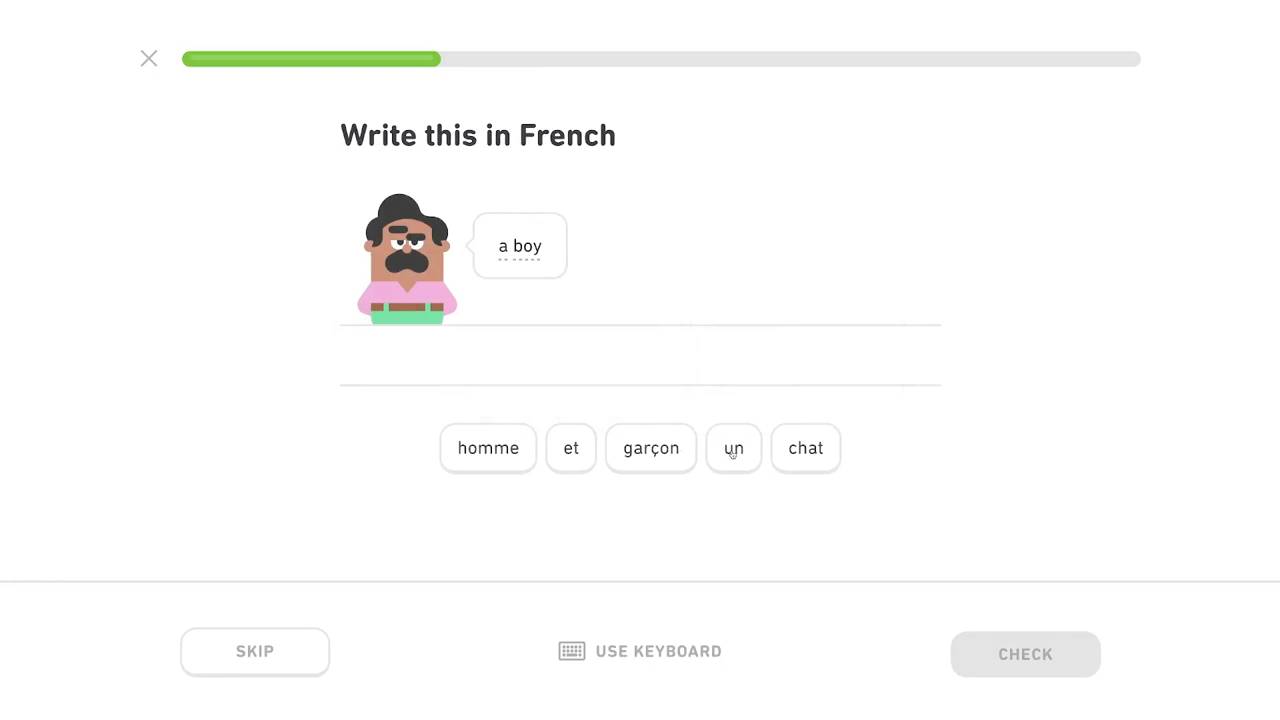 Write this in French
a boy
homme
et
garçon
un
chat
SKIP
USE KEYBOARD
CHECK